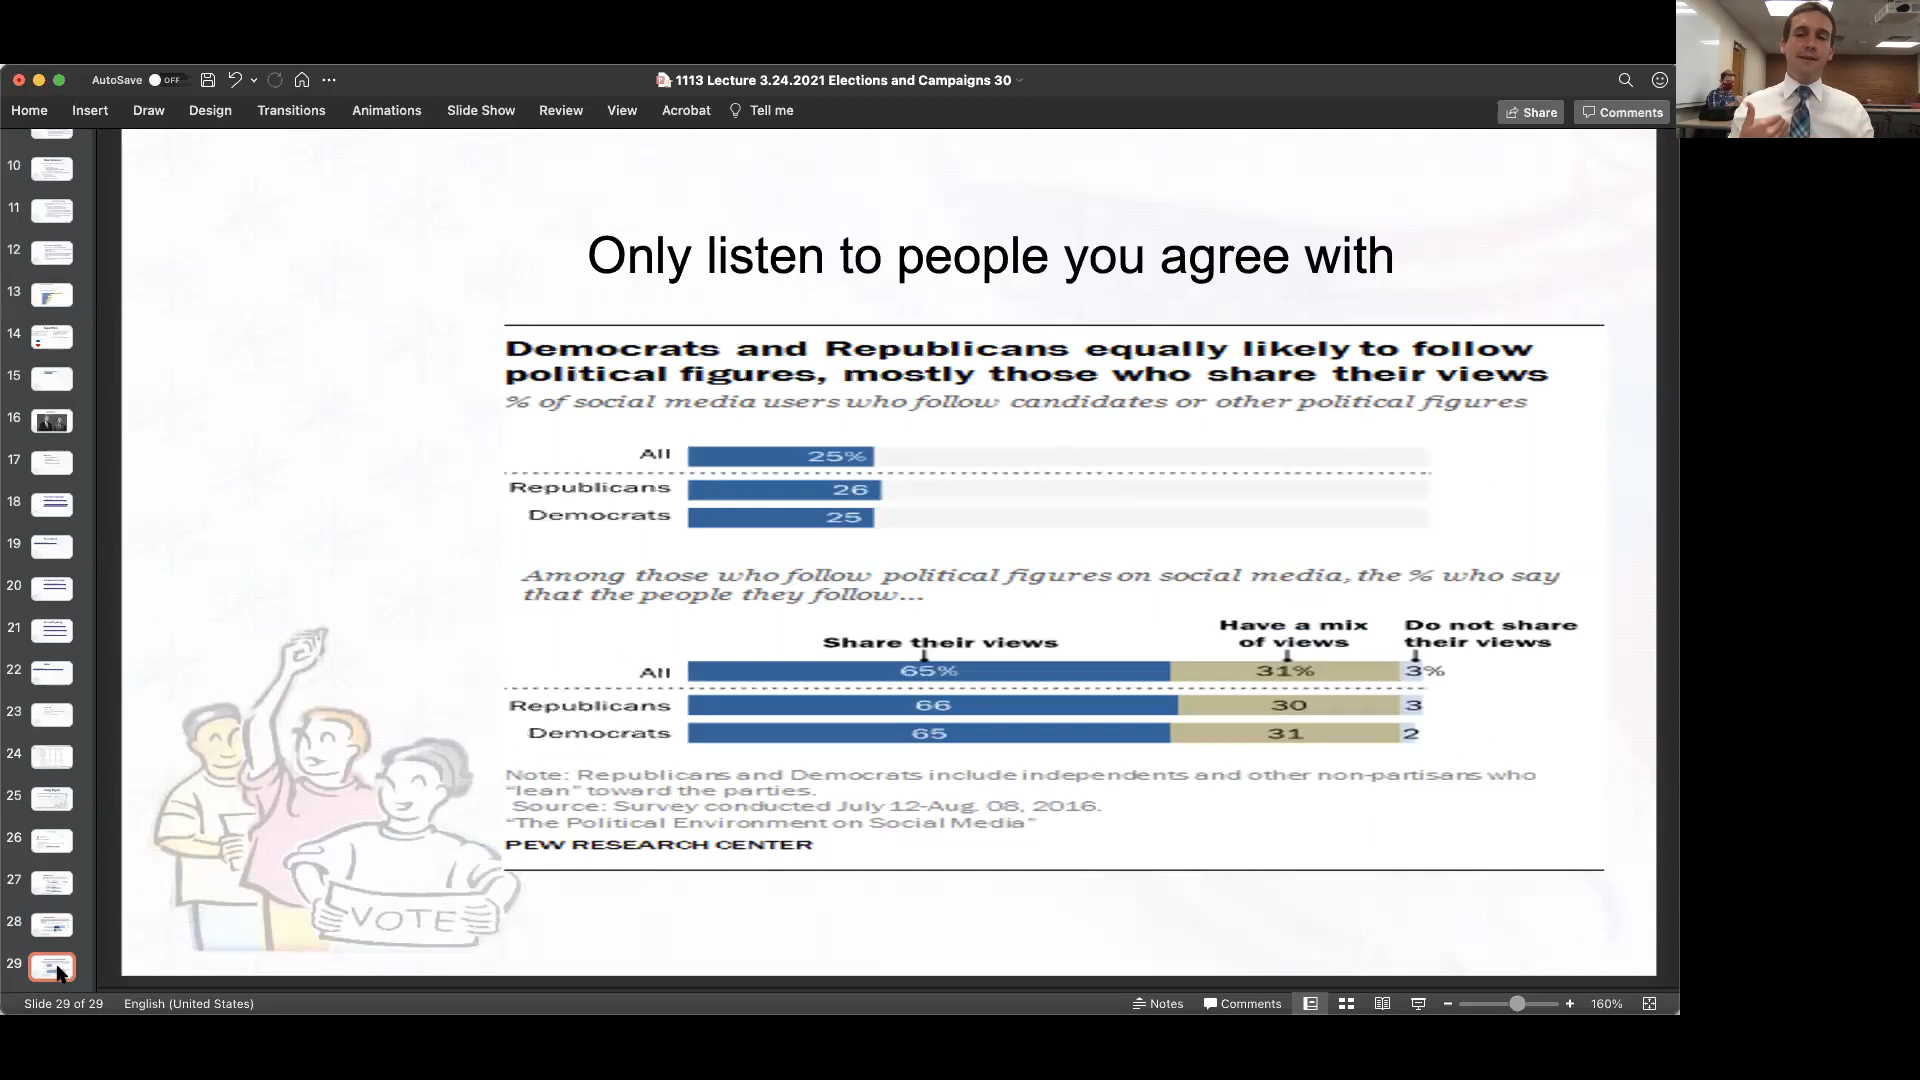 AutoSave OFF
1113 Lecture 3.24.2021 Elections and Campaigns 30
Home Insert Draw Design Transitions Animations Slide Show Review View Acrobat Tell me
Share Comments
10
11
12
13
14
15
16
17
18
19
20
21
22
23
24
25
26
27
28
29
Only listen to people you agree with
Democrats and Republicans equally likely to follow
political figures, mostly those who share their views
% of social media users who follow candidates or other political figures
All 25%
Republicans 26
Democrats 25
Among those who follow political figures on social media, the % who say
that the people they follow...
Share their views
Have a mix
of views
Do not share
their views
All 65% 31% 3%
Republicans 66 30 3
Democrats 65 31 2
Note: Republicans and Democrats include independents and other non-partisans who
"lean" toward the parties.
Source: Survey conducted July 12-Aug. 08, 2016.
"The Political Environment on Social Media"
PEW RESEARCH CENTER
VOTE
Slide 29 of 29 English (United States) Notes Comments 160%